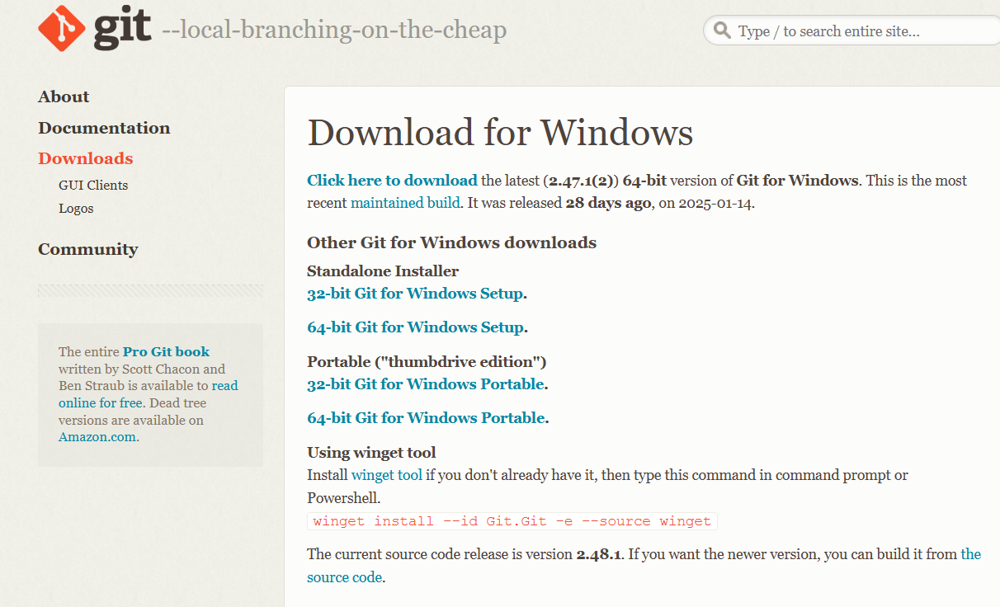 git --local-branching-on-the-cheap
Type / to search entire site...
About
Documentation
Downloads
GUI Clients
Logos
Community
The entire Pro Git book
written by Scott Chacon and
Ben Straub is available to read
online for free. Dead tree
versions are available on
Amazon.com.
Download for Windows
Click here to download the latest (2.47.1(2)) 64-bit version of Git for Windows. This is the most
recent maintained build. It was released 28 days ago, on 2025-01-14.
Other Git for Windows downloads
Standalone Installer
32-bit Git for Windows Setup.
64-bit Git for Windows Setup.
Portable ("thumbdrive edition")
32-bit Git for Windows Portable.
64-bit Git for Windows Portable.
Using winget tool
Install winget tool if you don't already have it, then type this command in command prompt or
Powershell.
winget install --id Git.Git -e --source winget
The current source code release is version 2.48.1. If you want the newer version, you can build it from the
source code.